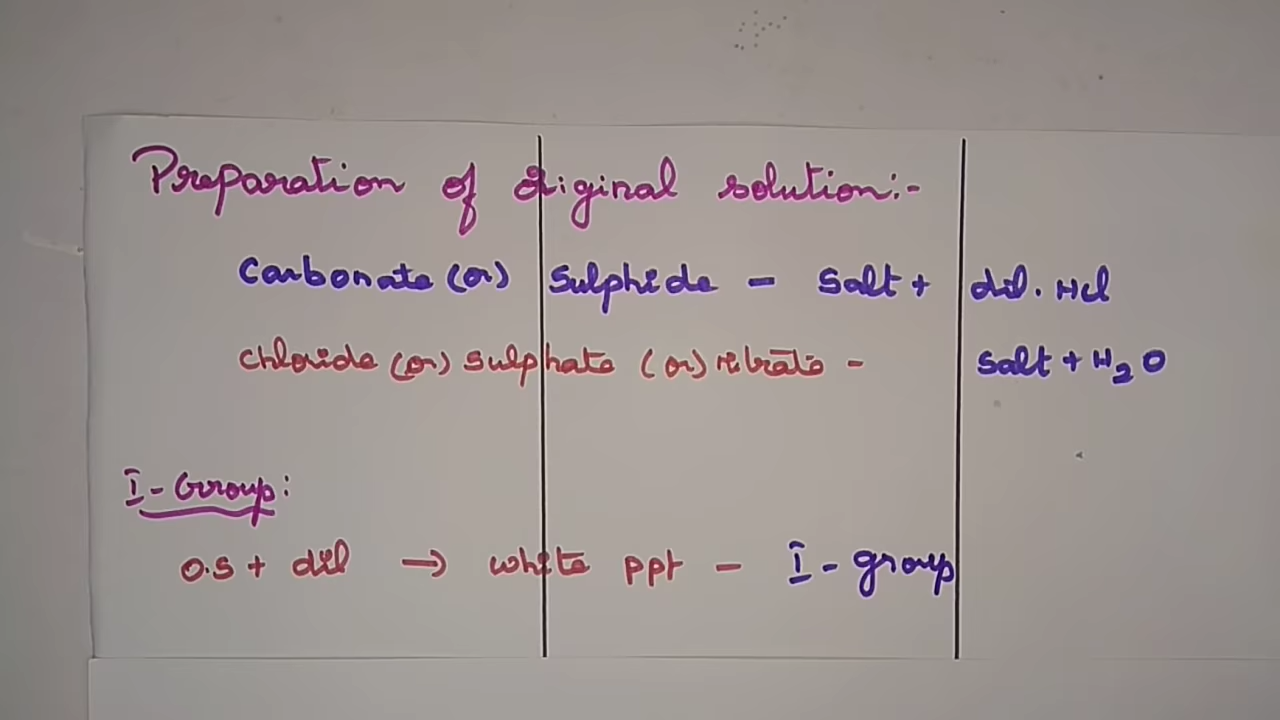 Preparation of original solution:-
Carbonate (or) Sulphide - Salt + dil. HCl
Chloride (or) sulphate (or) nitrate - Salt + H₂O
I - Group:
O.S + dil → white ppt - I - group